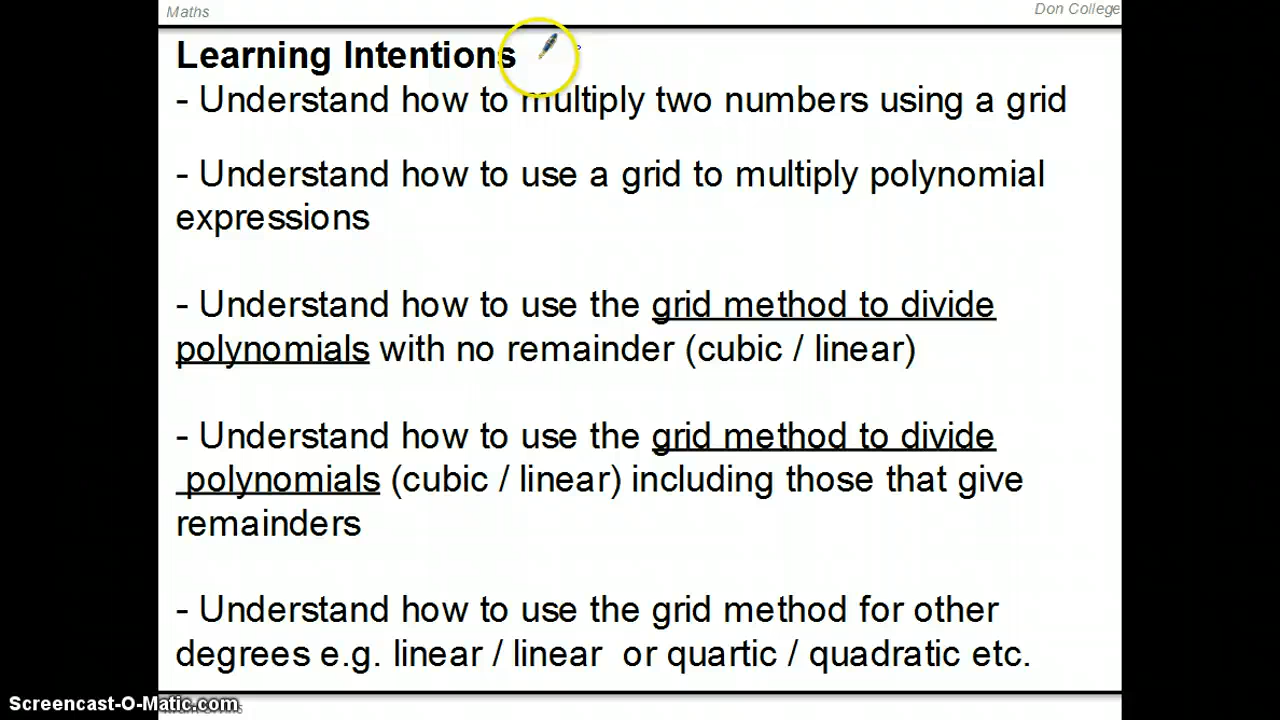 Maths
Don College
Learning Intentions
- Understand how to multiply two numbers using a grid
- Understand how to use a grid to multiply polynomial
expressions
- Understand how to use the grid method to divide
polynomials with no remainder (cubic / linear)
- Understand how to use the grid method to divide
polynomials (cubic / linear) including those that give
remainders
- Understand how to use the grid method for other
degrees e.g. linear / linear or quartic / quadratic etc.
Screencast-O-Matic.com